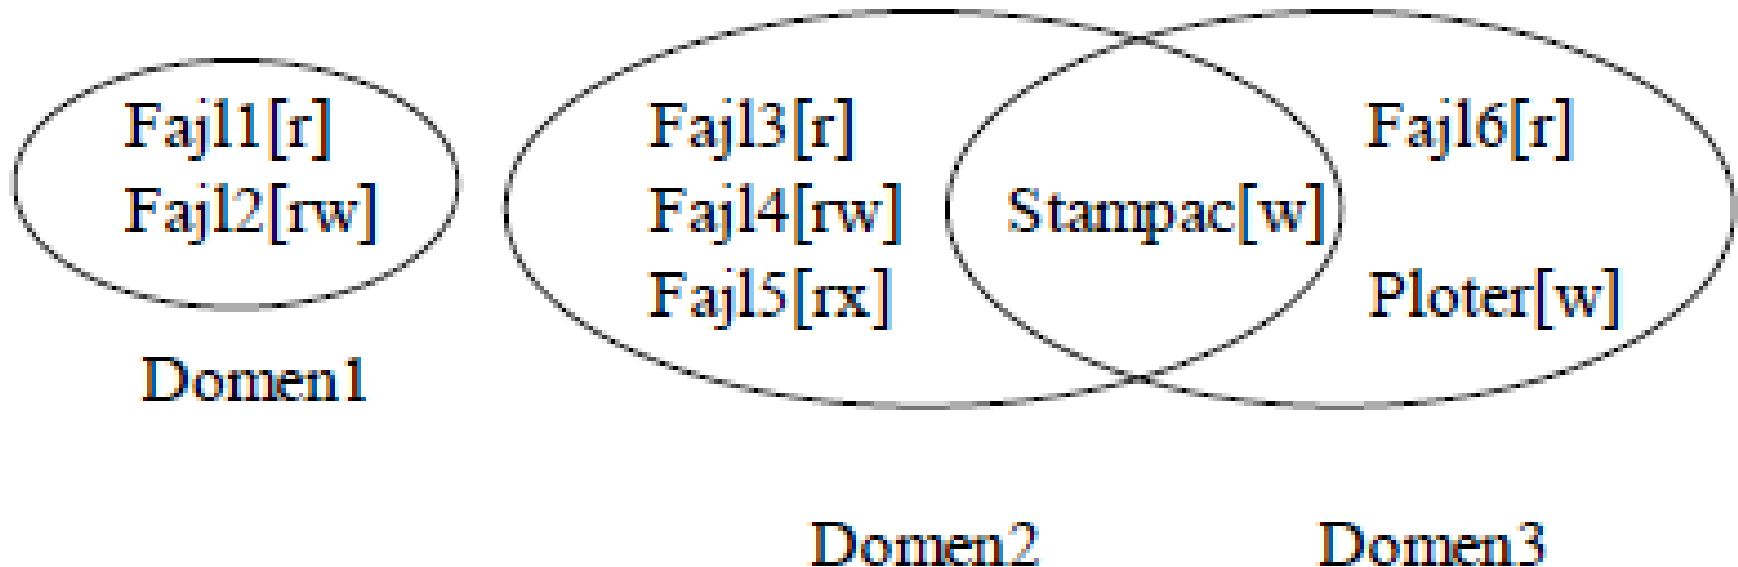 Fajl1[r]
Fajl2[rw]
Domen1
Fajl3[r]
Fajl4[rw]
Fajl5[rx]
Stampac[w]
Fajl6[r]
Ploter[w]
Domen2
Domen3